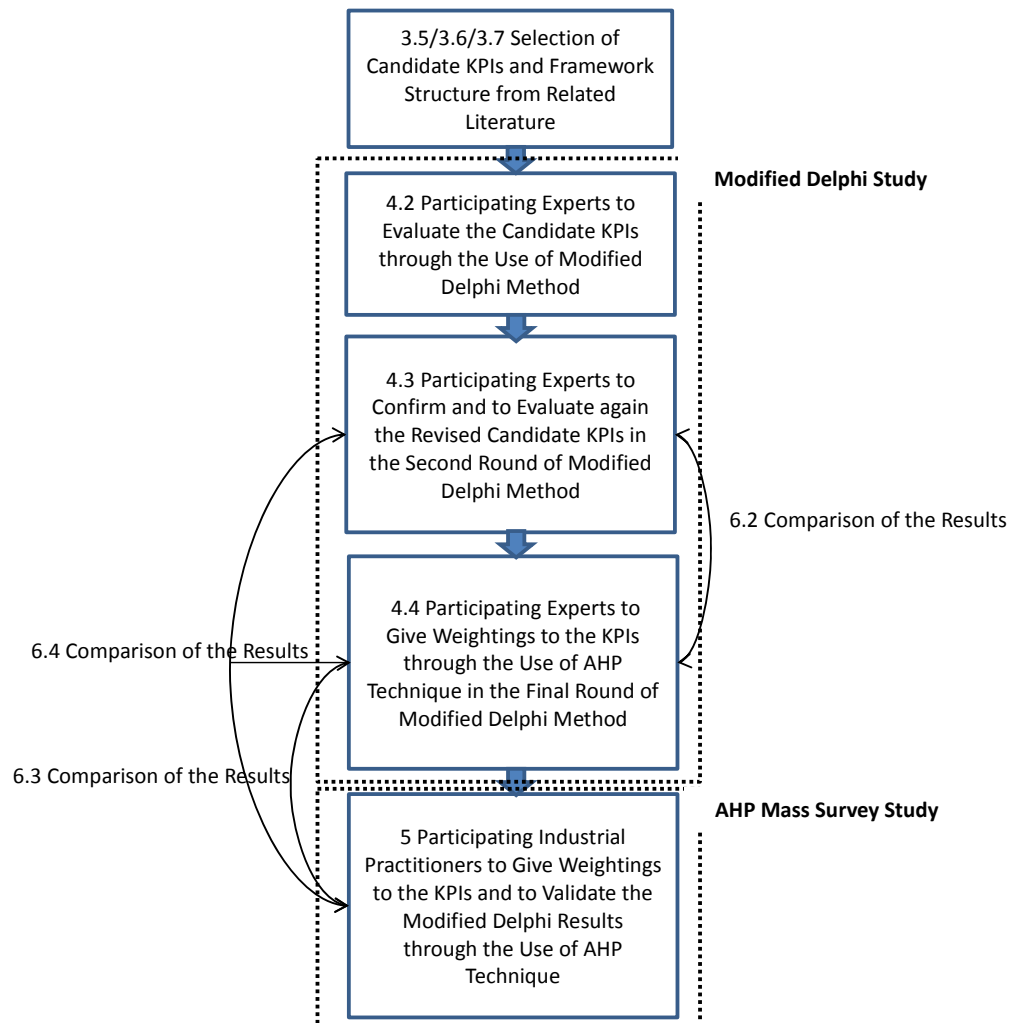 3.5/3.6/3.7 Selection of
Candidate KPIs and Framework
Structure from Related
Literature
Modified Delphi Study
4.2 Participating Experts to
Evaluate the Candidate KPIs
through the Use of Modified
Delphi Method
4.3 Participating Experts to
Confirm and to Evaluate again
the Revised Candidate KPIs in
the Second Round of Modified
Delphi Method
6.2 Comparison of the Results
4.4 Participating Experts to
Give Weightings to the KPIs
through the Use of AHP
Technique in the Final Round of
Modified Delphi Method
6.4 Comparison of the Results
6.3 Comparison of the Results
AHP Mass Survey Study
5 Participating Industrial
Practitioners to Give Weightings
to the KPIs and to Validate the
Modified Delphi Results
through the Use of AHP
Technique